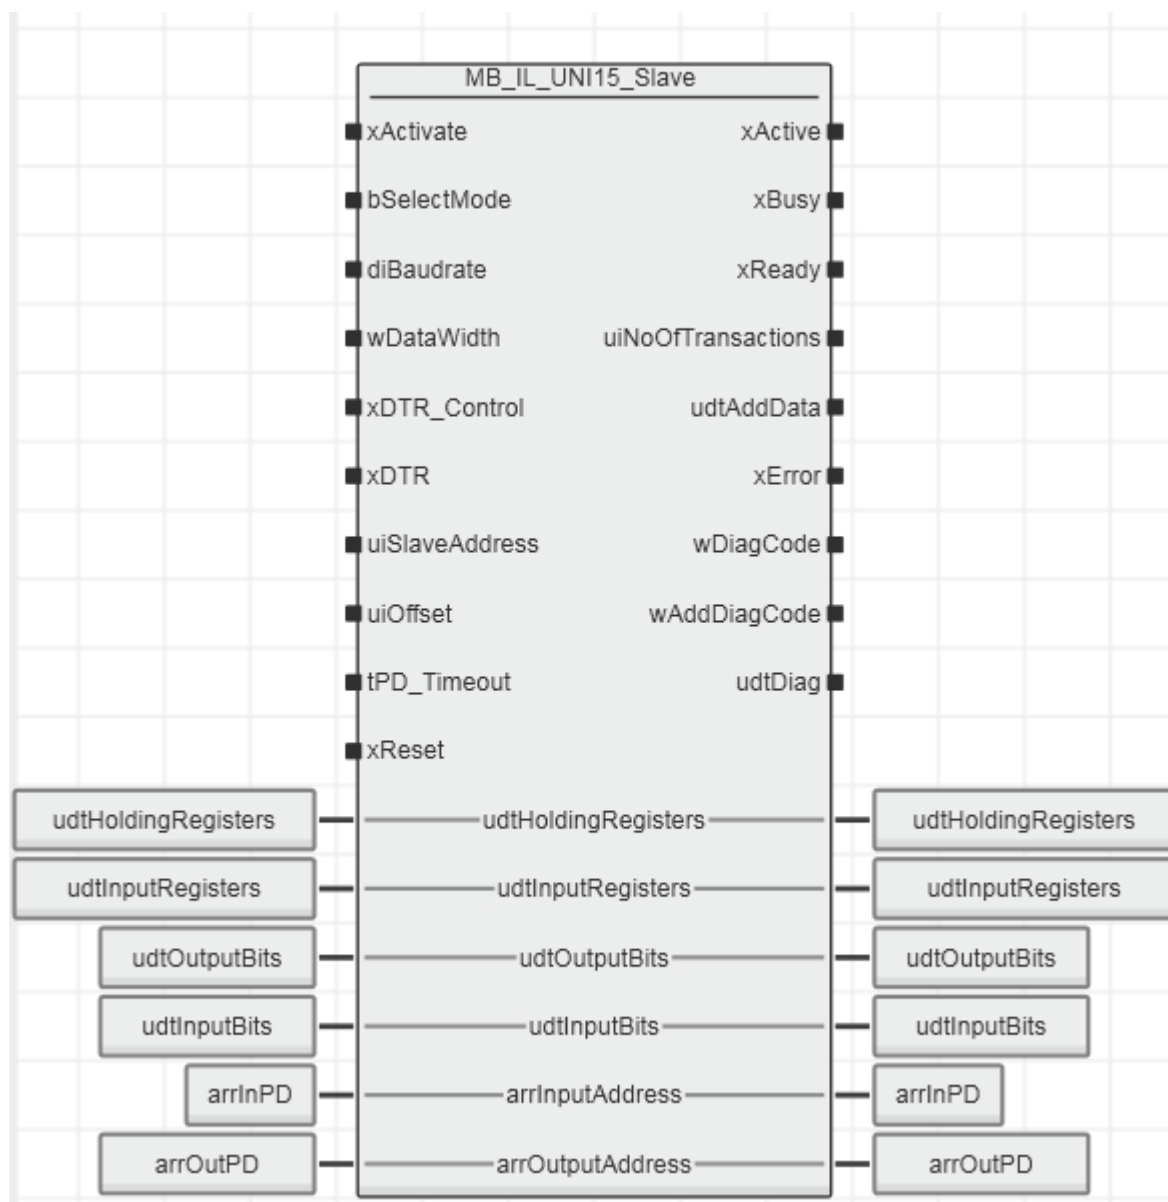 MB_IL_UNI15_Slave
xActivate xActive
bSelectMode xBusy
diBaudrate xReady
wDataWidth uiNoOfTransactions
xDTR_Control udtAddData
xDTR xError
uiSlaveAddress wDiagCode
uiOffset wAddDiagCode
tPD_Timeout udtDiag
xReset
udtHoldingRegisters udtHoldingRegisters udtHoldingRegisters
udtInputRegisters udtInputRegisters udtInputRegisters
udtOutputBits udtOutputBits udtOutputBits
udtInputBits udtInputBits udtInputBits
arrInPD arrInputAddress arrInPD
arrOutPD arrOutputAddress arrOutPD